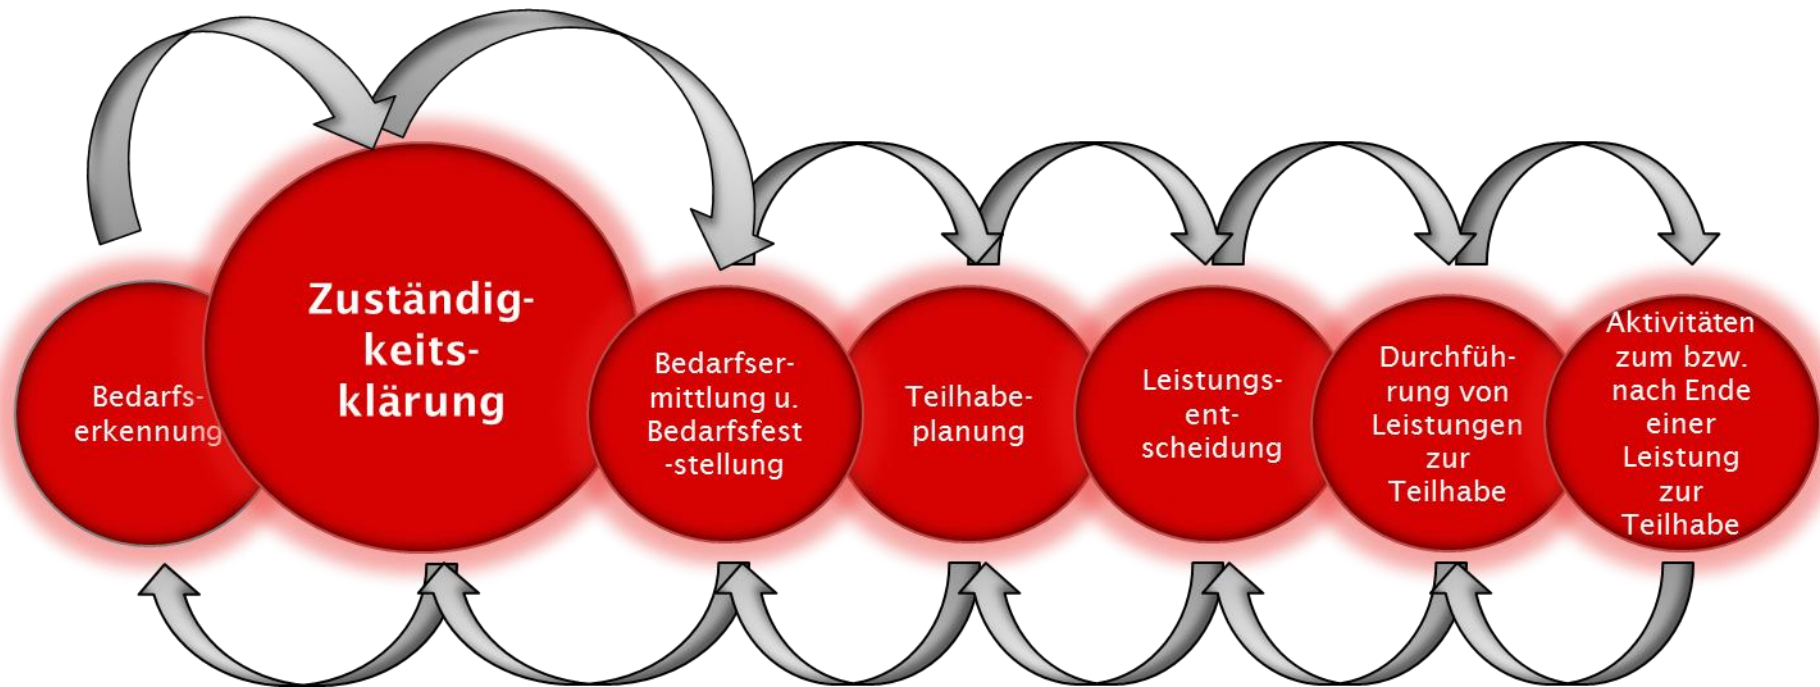 Bedarfs-
erkennung
Zuständig-
keits-
klärung
Bedarfser-
mittlung u.
Bedarfsfest
-stellung
Teilhabe-
planung
Leistungs-
ent-
scheidung
Durchfüh-
rung von
Leistungen
zur
Teilhabe
Aktivitäten
zum bzw.
nach Ende
einer
Leistung
zur
Teilhabe